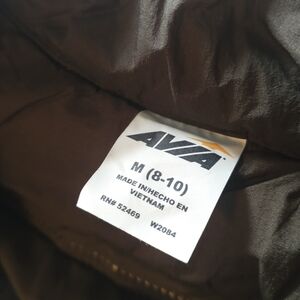 AVIA
M (8-10)
MADE IN/HECHO EN
VIETNAM
RN# 52469 W2084